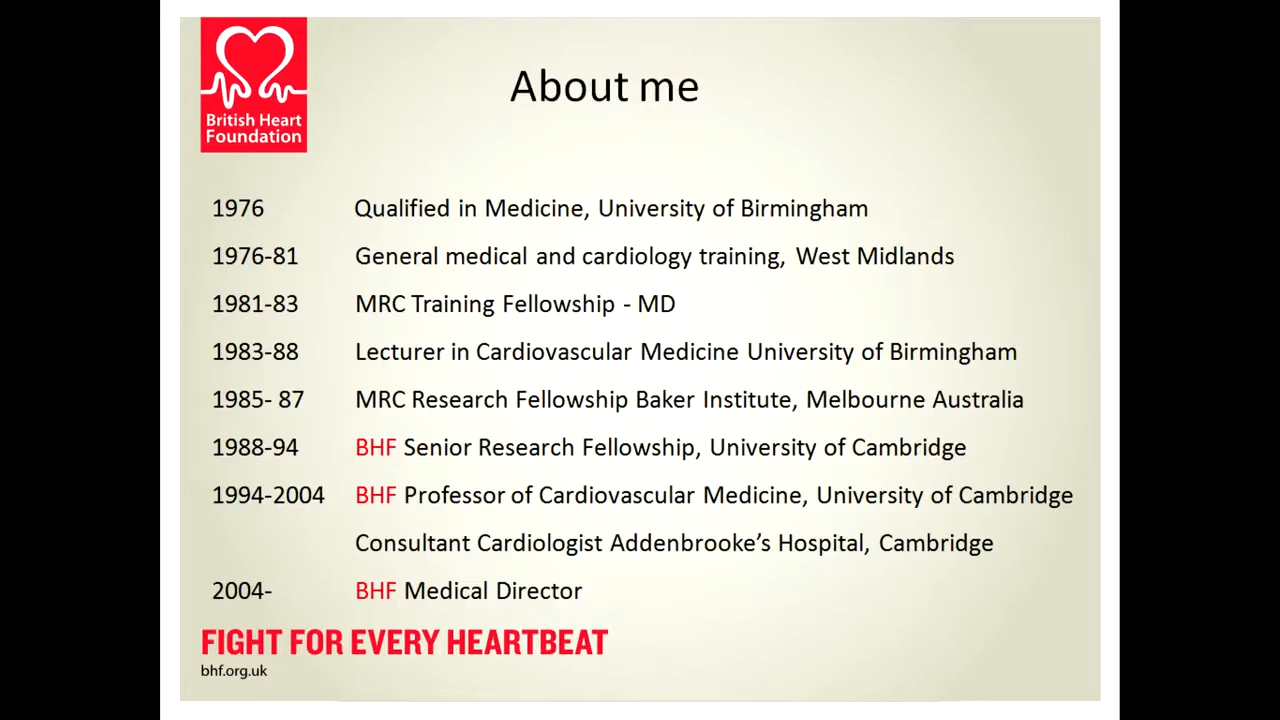 British Heart
Foundation
About me
1976 Qualified in Medicine, University of Birmingham
1976-81 General medical and cardiology training, West Midlands
1981-83 MRC Training Fellowship - MD
1983-88 Lecturer in Cardiovascular Medicine University of Birmingham
1985- 87 MRC Research Fellowship Baker Institute, Melbourne Australia
1988-94 BHF Senior Research Fellowship, University of Cambridge
1994-2004 BHF Professor of Cardiovascular Medicine, University of Cambridge
Consultant Cardiologist Addenbrooke’s Hospital, Cambridge
2004- BHF Medical Director
FIGHT FOR EVERY HEARTBEAT
bhf.org.uk